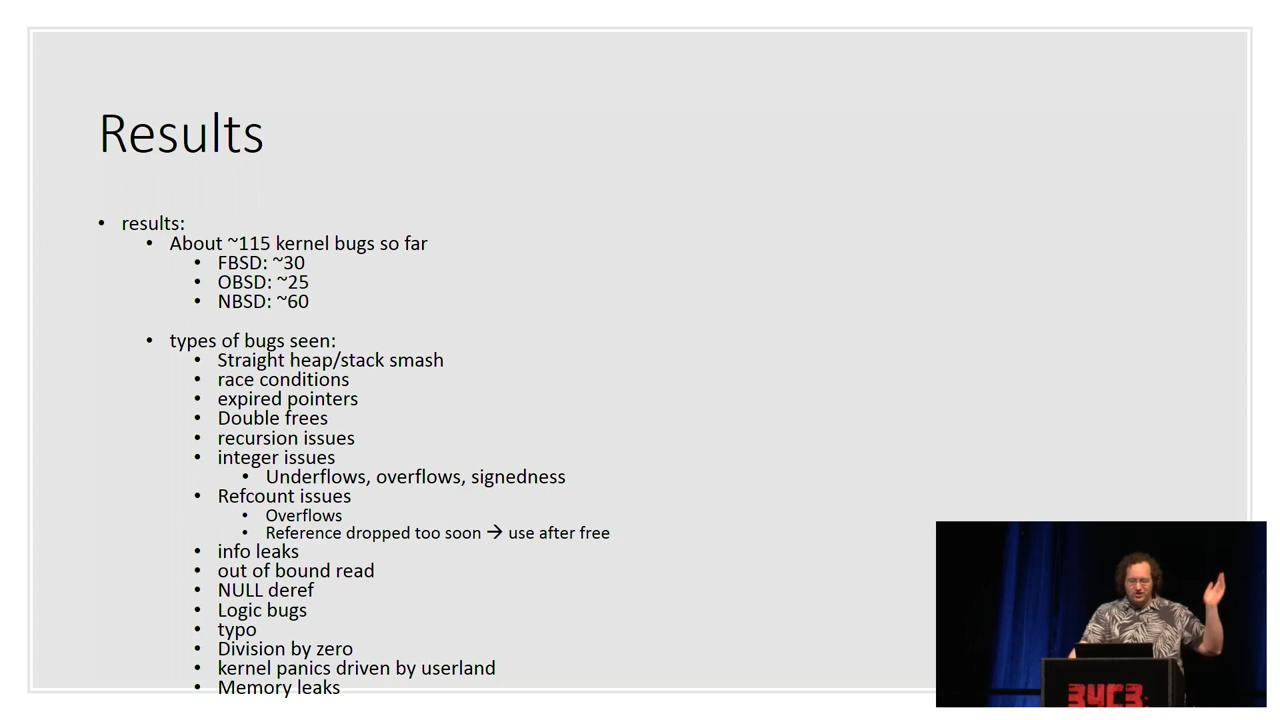 Results
• results:
• About ~115 kernel bugs so far
• FBSD: ~30
• OBSD: ~25
• NBSD: ~60
• types of bugs seen:
• Straight heap/stack smash
• race conditions
• expired pointers
• Double frees
• recursion issues
• integer issues
• Underflows, overflows, signedness
• Refcount issues
• Overflows
• Reference dropped too soon → use after free
• info leaks
• out of bound read
• NULL deref
• Logic bugs
• typo
• Division by zero
• kernel panics driven by userland
• Memory leaks
34C3